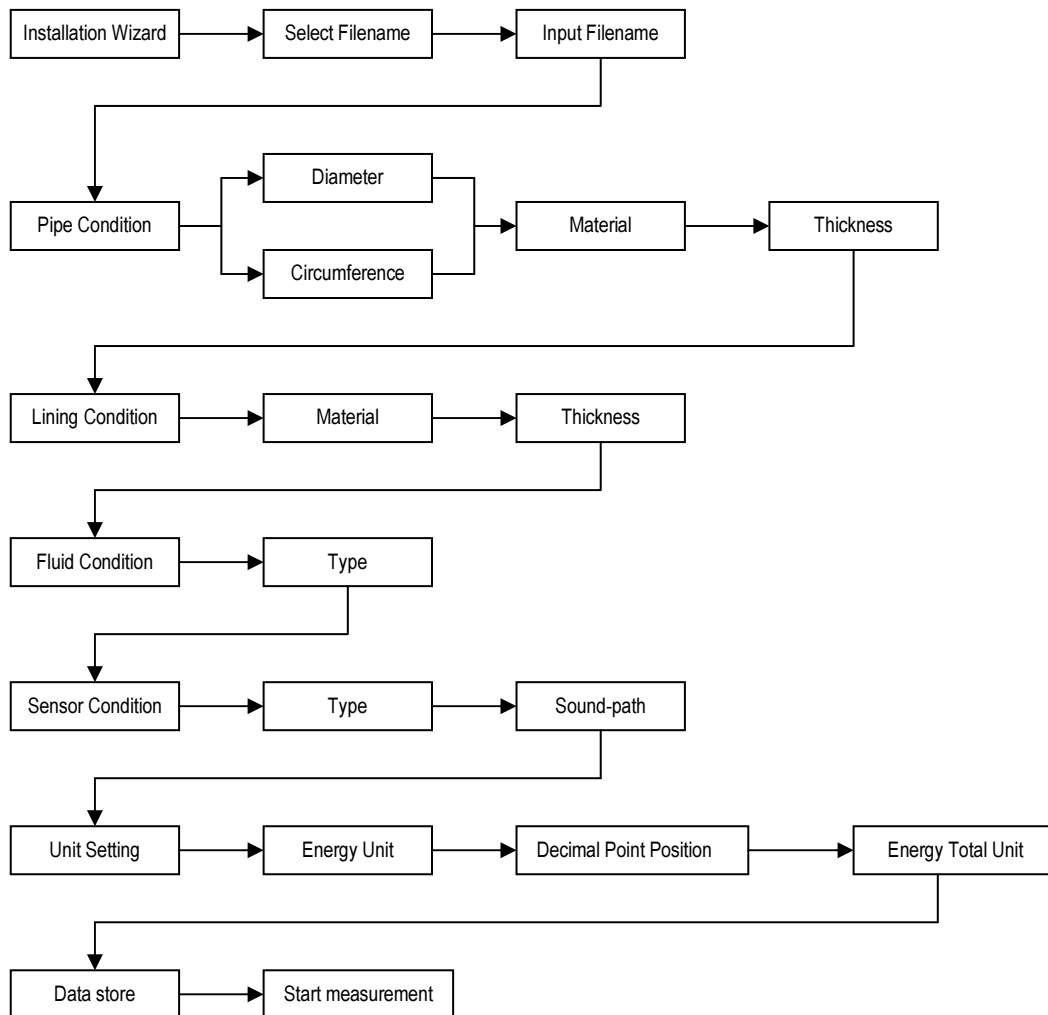 Installation Wizard
Select Filename
Input Filename
Diameter
Pipe Condition
Material
Thickness
Circumference
Lining Condition
Material
Thickness
Fluid Condition
Type
Sensor Condition
Type
Sound-path
Unit Setting
Energy Unit
Decimal Point Position
Energy Total Unit
Data store
Start measurement